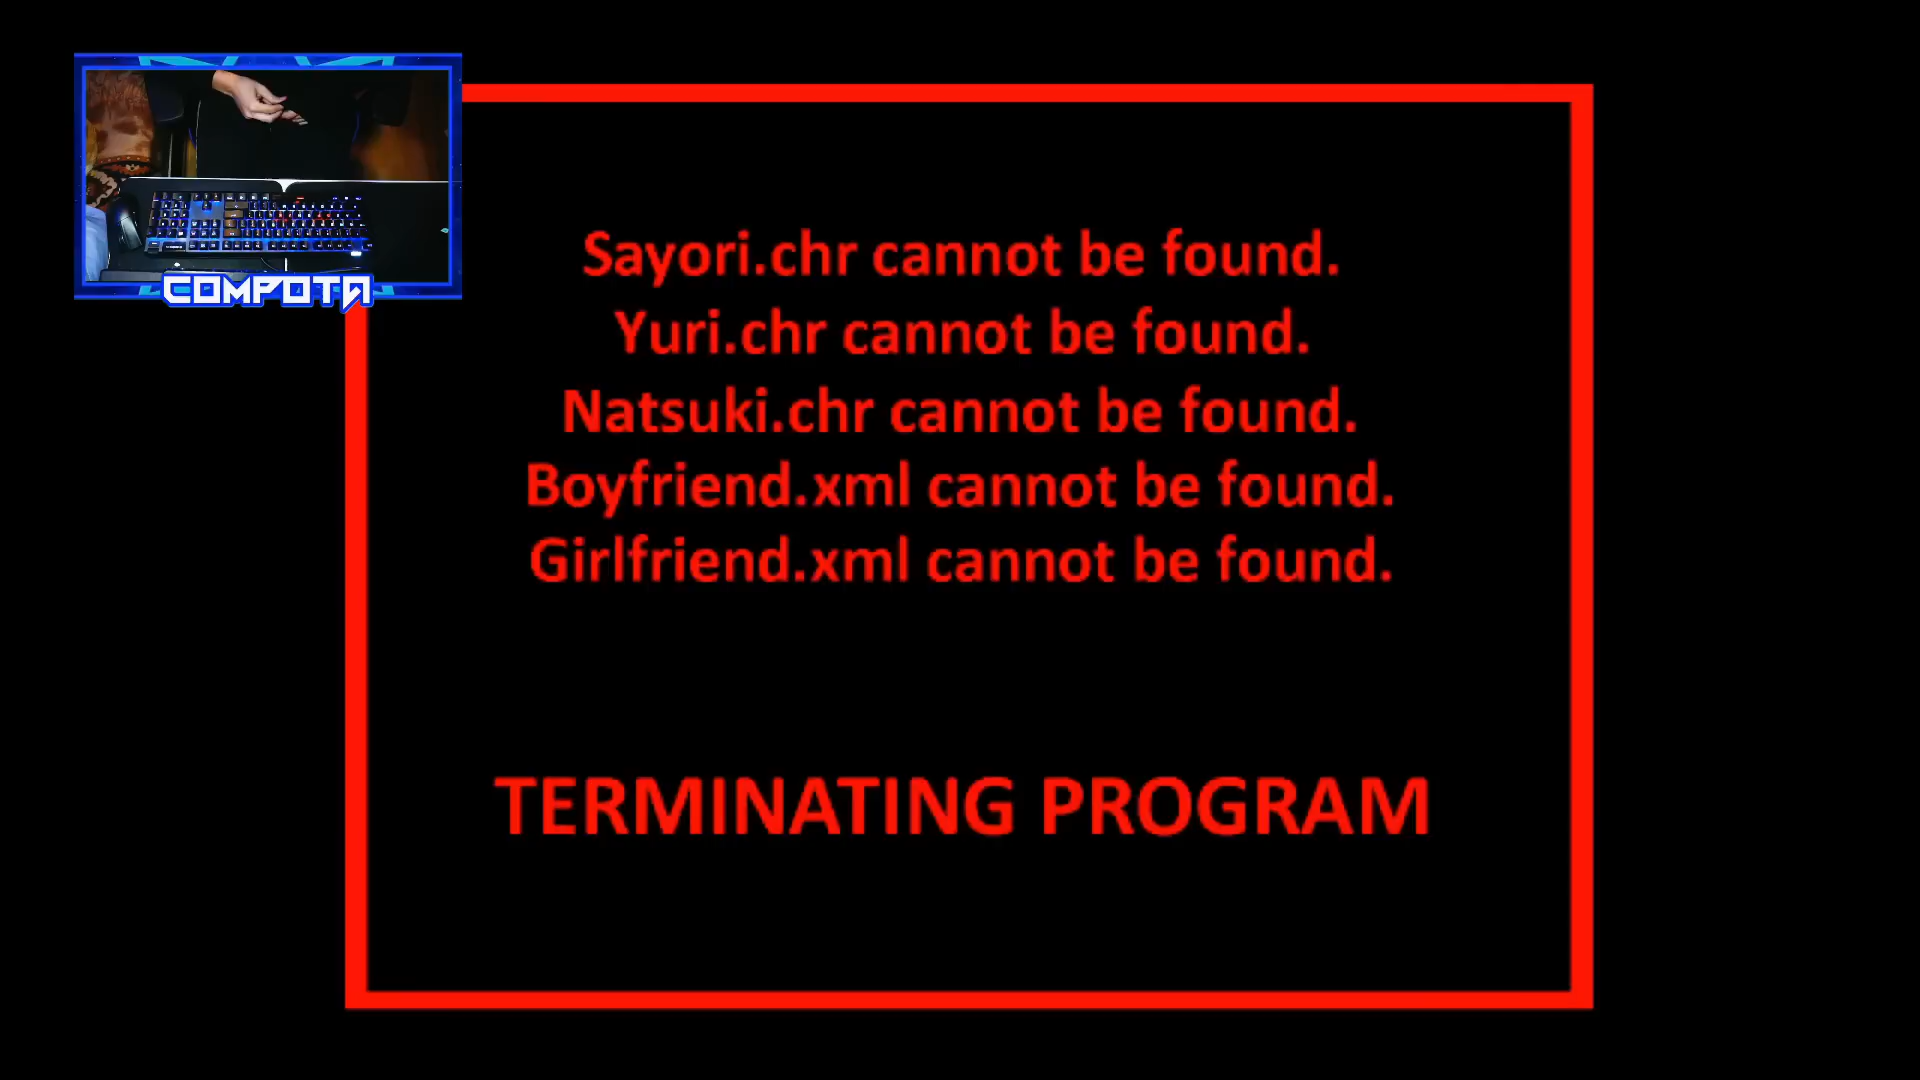 COMPOTA
Sayori.chr cannot be found.
Yuri.chr cannot be found.
Natsuki.chr cannot be found.
Boyfriend.xml cannot be found.
Girlfriend.xml cannot be found.
TERMINATING PROGRAM